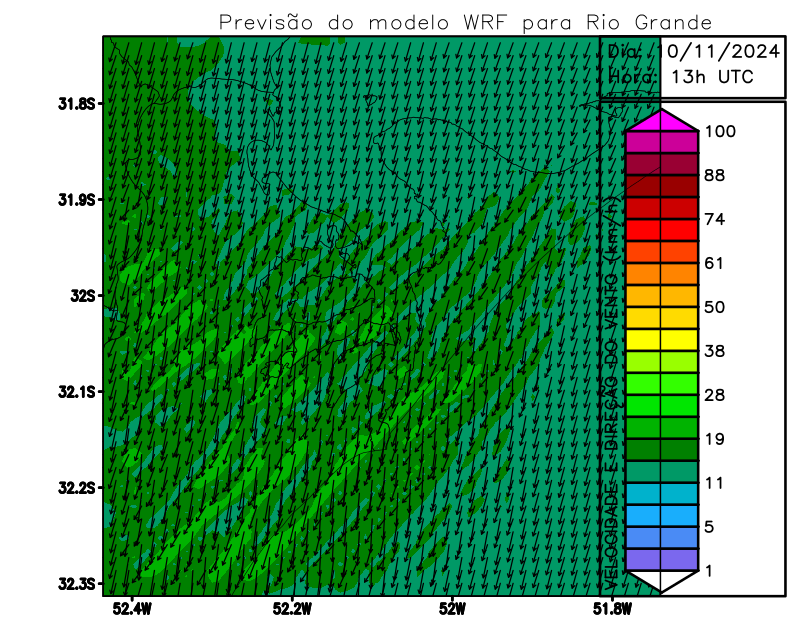 Previsão do modelo WRF para Rio Grande
Dia: 10/11/2024
Hora: 13h UTC
31.8S
31.9S
32S
32.1S
32.2S
32.3S
52.4W
52.2W
52W
51.8W
VELOCIDADE E DIREÇÃO DO VENTO (km/h)
100
88
74
61
50
38
28
19
11
5
1